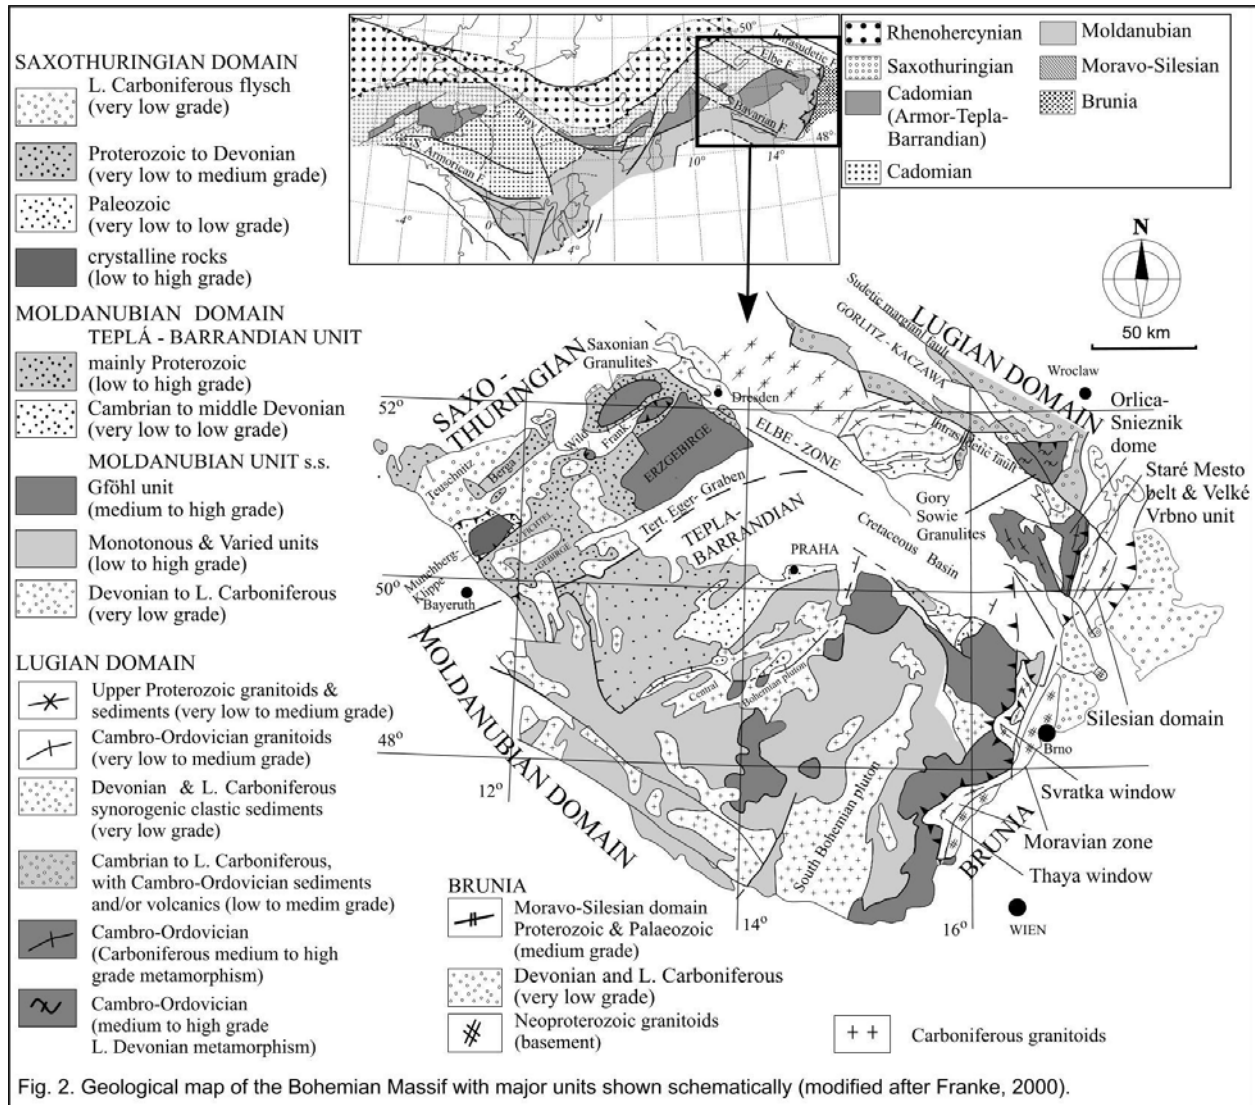 SAXOTHURINGIAN DOMAIN
L. Carboniferous flysch
(very low grade)
Proterozoic to Devonian
(very low to medium grade)
Paleozoic
(very low to low grade)
crystalline rocks
(low to high grade)
MOLDANUBIAN DOMAIN
TEPLÁ - BARRANDIAN UNIT
mainly Proterozoic
(low to high grade)
Cambrian to middle Devonian
(very low to low grade)
MOLDANUBIAN UNIT s.s.
Gföhl unit
(medium to high grade)
Monotonous & Varied units
(low to high grade)
Devonian to L. Carboniferous
(very low grade)
LUGIAN DOMAIN
Upper Proterozoic granitoids &
sediments (very low to medium grade)
Cambro-Ordovician granitoids
(very low to medium grade)
Devonian & L. Carboniferous
synorogenic clastic sediments
(very low grade)
Cambrian to L. Carboniferous,
with Cambro-Ordovician sediments
and/or volcanics (low to medim grade)
Cambro-Ordovician
(Carboniferous medium to high
grade metamorphism)
Cambro-Ordovician
(medium to high grade
L. Devonian metamorphism)
50°
Intrasudetic F.
Elbe F.
Bavarian F.
Bray F.
S. Armorican F.
48°
14°
10°
4°
0°
-4°
Rhenohercynian
Saxothuringian
Cadomian
(Armor-Tepla-
Barrandian)
Cadomian
Moldanubian
Moravo-Silesian
Brunia
N
50 km
Sudetic margianl fault
LUGIAN DOMAIN
GORLITZ - KACZAWA
Wroclaw
Orlica-
Snieznik
dome
Staré Mesto
belt & Velké
Vrbno unit
Saxonian
Granulites
SAXO -
THURINGIAN
52°
Dresden
Wild
Frank.
ELBE - ZONE
Intrasudetic fault
ERZGEBIRGE
Teuschnitz
Berga
Gory
Sowie
Granulites
Tert. Eger- Graben
TEPLA-
BARRANDIAN
Cretaceous Basin
FICHTEL
GEBIRGE
PRAHA
50°
Munchberg-
Klippe
Bayeruth
MOLDANUBIAN DOMAIN
Central
Bohemian pluton
Silesian domain
Brno
48°
12°
Svratka window
South Bohemian pluton
BRUNIA
Moravian zone
Thaya window
14°
16°
WIEN
BRUNIA
Moravo-Silesian domain
Proterozoic & Palaeozoic
(medium grade)
Devonian and L. Carboniferous
(very low grade)
Neoproterozoic granitoids
(basement)
Carboniferous granitoids
Fig. 2. Geological map of the Bohemian Massif with major units shown schematically (modified after Franke, 2000).